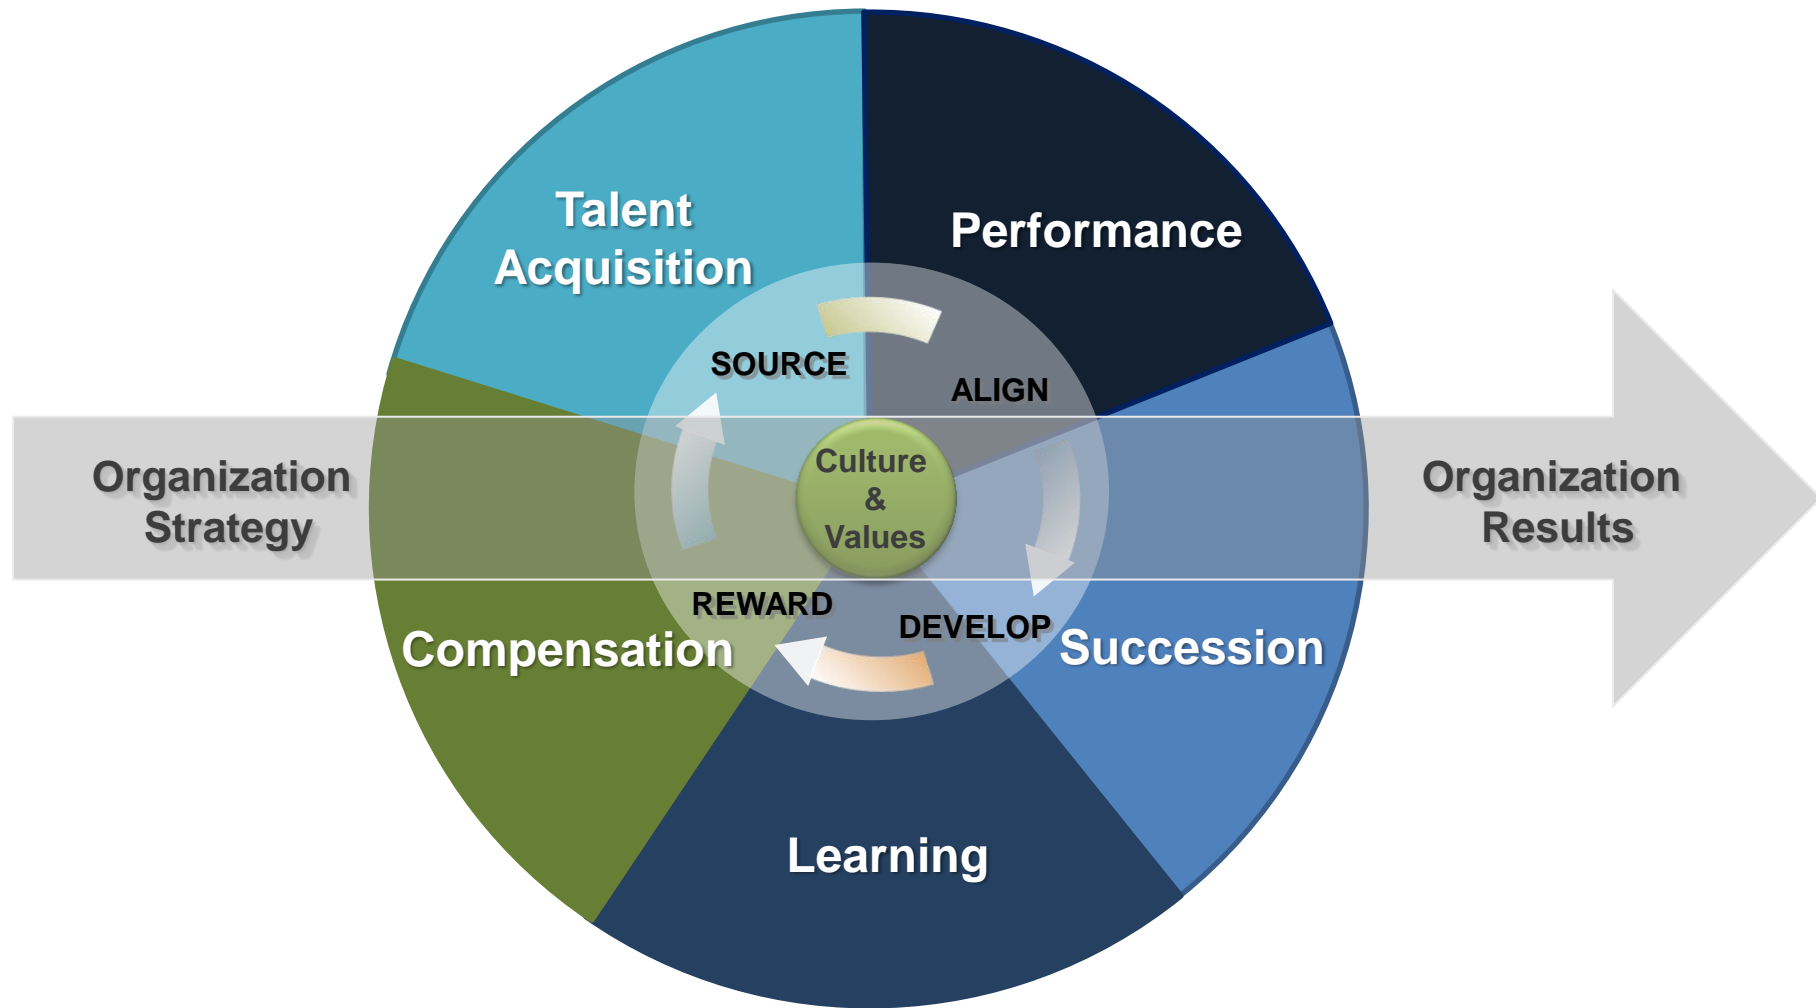 Talent
Acquisition
Performance
SOURCE
ALIGN
Organization
Strategy
Culture
&
Values
Organization
Results
REWARD
DEVELOP
Compensation
Succession
Learning